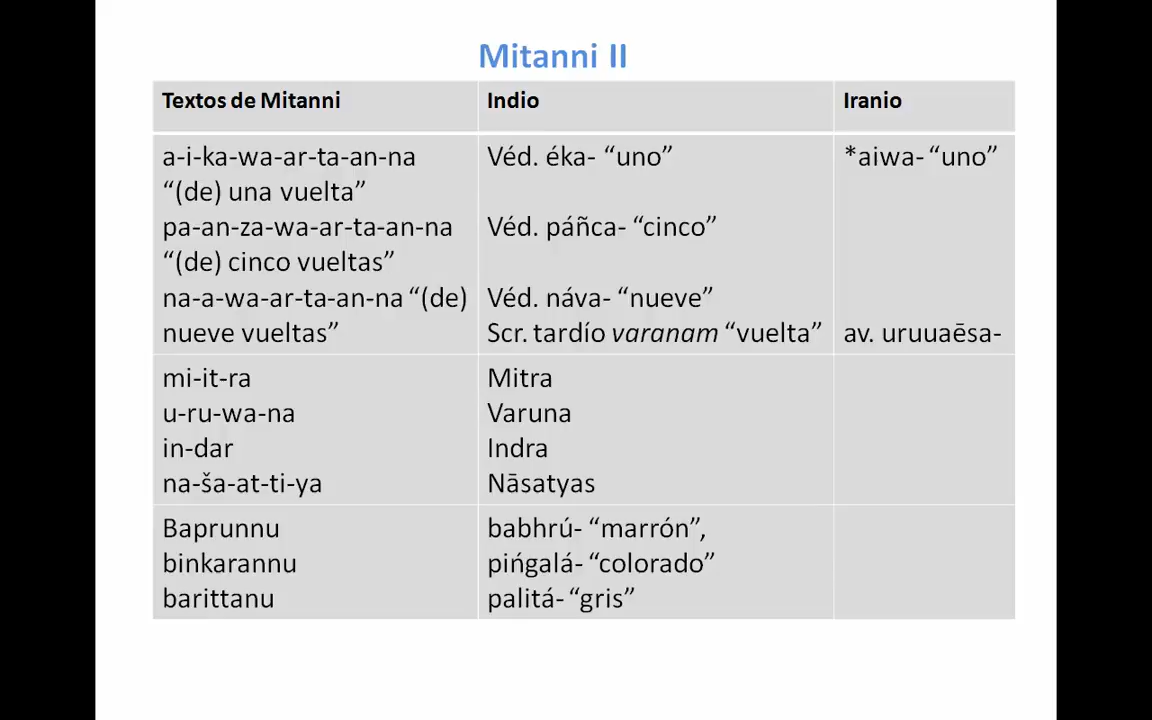 Mitanni II
Textos de Mitanni Indio Iranio
a-i-ka-wa-ar-ta-an-na Véd. éka- “uno” *aiwa- “uno”
“(de) una vuelta”
pa-an-za-wa-ar-ta-an-na Véd. páñca- “cinco”
“(de) cinco vueltas”
na-a-wa-ar-ta-an-na “(de) Véd. náva- “nueve”
nueve vueltas” Scr. tardío varanam “vuelta” av. uruuaēsa-
mi-it-ra Mitra
u-ru-wa-na Varuna
in-dar Indra
na-ša-at-ti-ya Nāsatyas
Baprunnu babhrú- “marrón”,
binkarannu pińgalá- “colorado”
barittanu palitá- “gris”